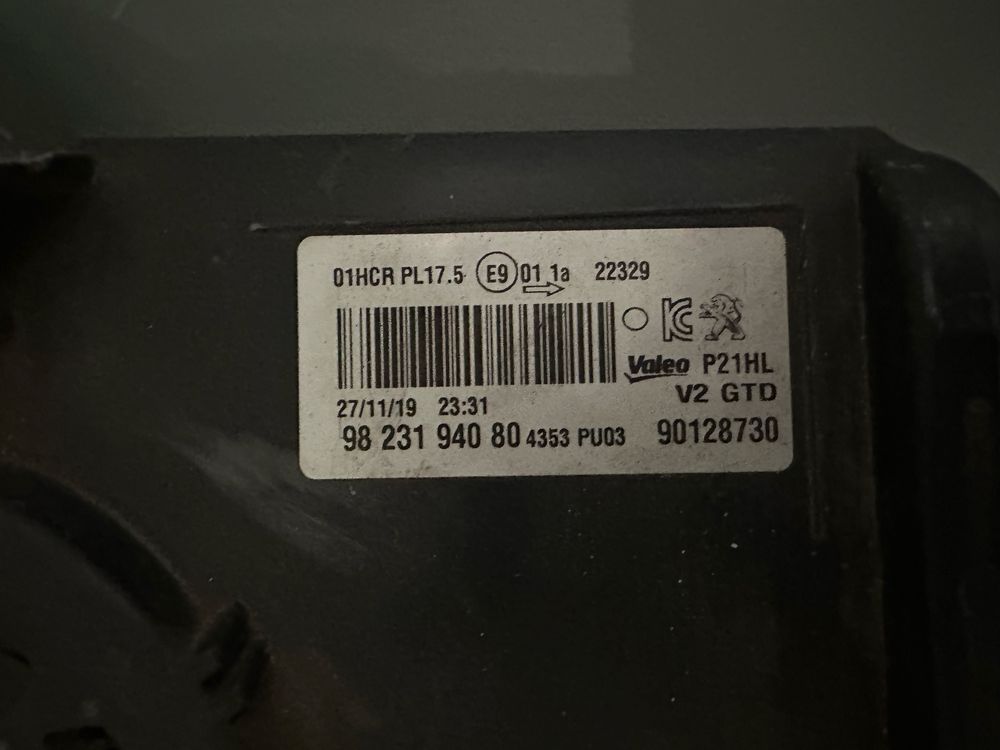 01HCR PL17.5 E9 01 1a 22329
KC
Valeo P21HL
V2 GTD
27/11/19 23:31
98 231 940 80 4353 PU03 90128730